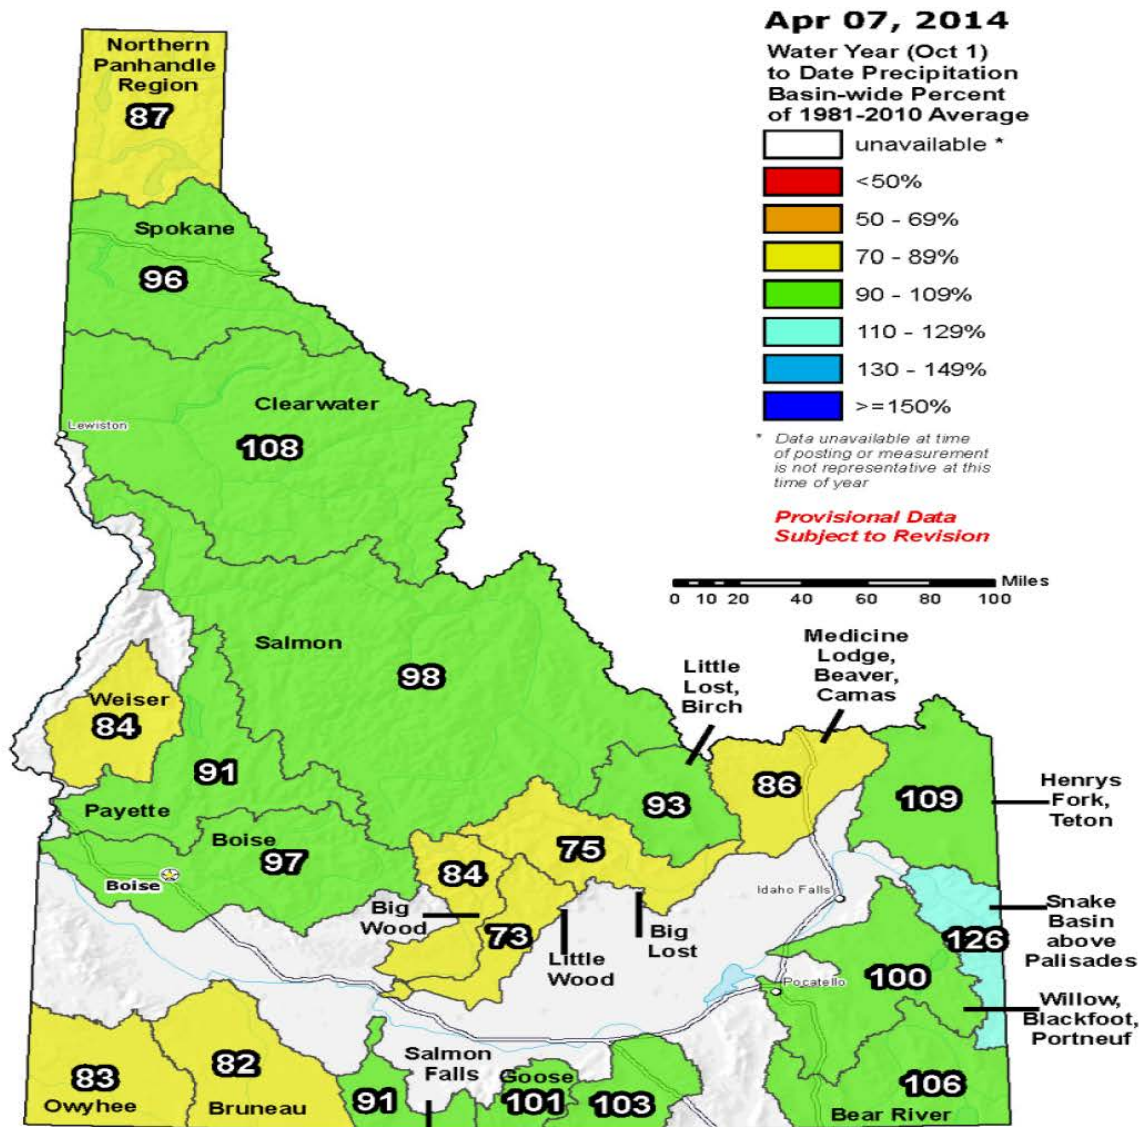 Apr 07, 2014
Water Year (Oct 1)
to Date Precipitation
Basin-wide Percent
of 1981-2010 Average
unavailable *
<50%
50 - 69%
70 - 89%
90 - 109%
110 - 129%
130 - 149%
>=150%
* Data unavailable at time
of posting or measurement
is not representative at this
time of year
Provisional Data
Subject to Revision
Miles
0 10 20 40 60 80 100
Northern
Panhandle
Region
87
Spokane
96
Clearwater
108
Lewiston
Salmon
98
Weiser
84
91
Payette
Boise
97
Boise
Little
Lost,
Birch
93
Medicine
Lodge,
Beaver,
Camas
86
109
Henrys
Fork,
Teton
75
84
Big
Wood
73
Little
Wood
Big
Lost
Idaho Falls
Snake
Basin
above
Palisades
126
100
Pocatello
Willow,
Blackfoot,
Portneuf
83
Owyhee
82
Bruneau
91
Salmon
Falls
Goose
101
103
106
Bear River